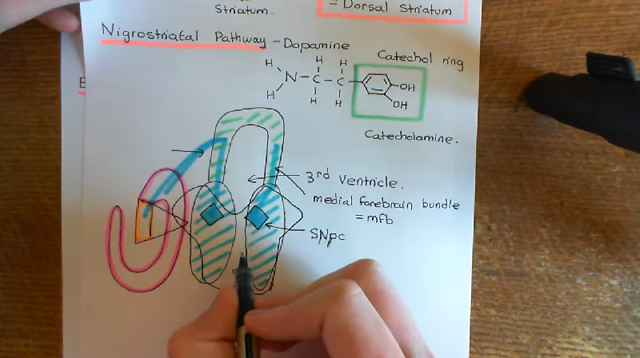 Striatum.
= Dorsal Striatum
Nigrostriatal Pathway - Dopamine
Catechol ring
H H H
N - C - C - OH
H H H OH
Catecholamine.
3rd Ventricle.
medial forebrain bundle
= mfb
SNpc